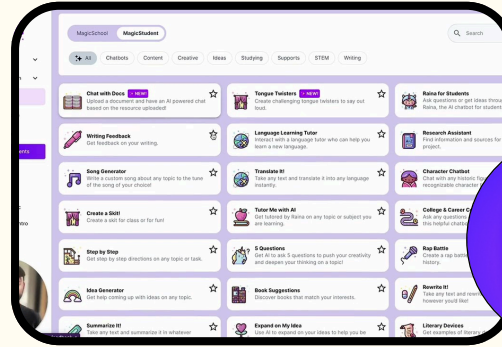 MagicSchool MagicStudent
Search
All Chatbots Content Creative Ideas Studying Supports STEM Writing
Chat with Docs NEW!
Upload a document and have an AI powered chat
based on the resource uploaded!
Tongue Twisters NEW!
Create challenging tongue twisters to say out
loud.
Raina for Students
Ask questions or get ideas
Raina, the AI chatbot for
Writing Feedback
Get feedback on your writing.
Language Learning Tutor
Interact with a language tutor who can help you
learn a new language.
Research Assistant
Find information and sources for
project.
Song Generator
Write a custom song about any topic to the tune
of the song of your choice!
Translate It!
Take any text and translate it into any language
instantly.
Character Chatbot
Chat with any historic
recognizable character
Create a Skit!
Create a skit for class or for fun!
Tutor Me with AI
Get tutored by Raina on any topic or subject you
are learning.
College &
Ask any questions
this helpful
Step by Step
Get step by step directions on any topic or task.
5 Questions
Get AI to ask 5 questions to push your creativity
and deepen your thinking on a topic!
Rap Battle
Create a rap
history.
Idea Generator
Get help coming up with ideas on any topic.
Book Suggestions
Discover books that match your interests.
Rewrite It!
Take any text and
however you'd like!
Summarize It!
Take any text and summarize it in whatever
Expand on My Idea
Use AI to expand on your ideas to help you be
Literary Devices
Get examples of literary